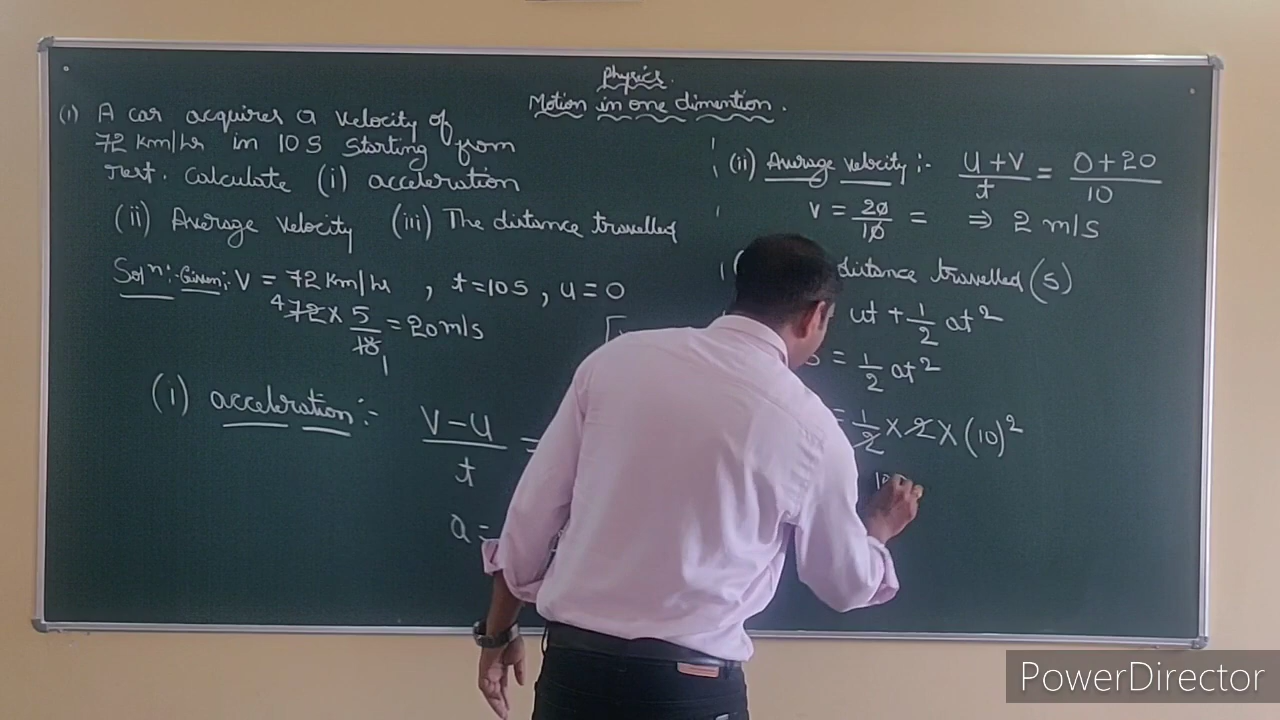 Physics.
Motion in one dimention.
(1) A car acquires a velocity of
72 km/hr in 10 S starting from
rest. Calculate (i) acceleration
(ii) Average velocity (iii) The distance travelled
Solⁿ:- Given:- V = 72 km/hr, t=10 S, u = 0
⁴72 × 5/18 = 20 m/s
1
(1) acceleration:- V-u/t =
a =
(ii) Average velocity:- u+v/t = 0+20/10
V = 20/10 = ⇒ 2 m/s
distance travelled (S)
ut + 1/2 at²
S = 1/2 at²
= 1/2 × 2 × (10)²
PowerDirector